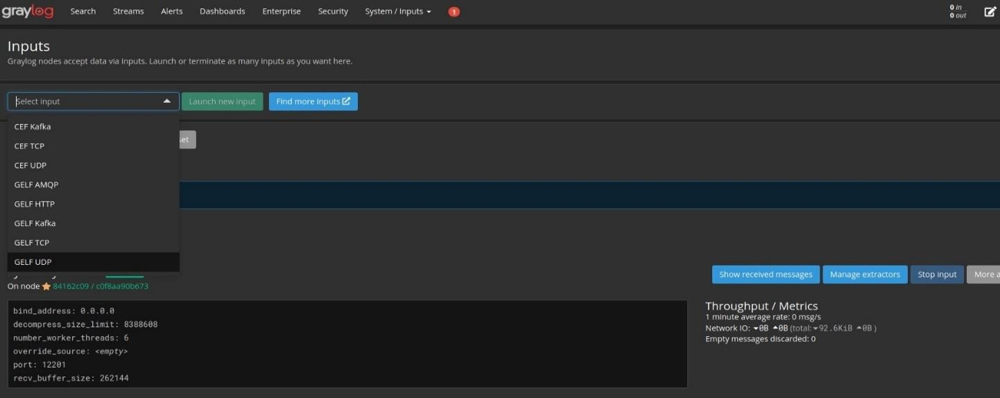 graylog Search Streams Alerts Dashboards Enterprise Security System / Inputs 1 0 in
0 out
Inputs
Graylog nodes accept data via inputs. Launch or terminate as many inputs as you want here.
Select input Launch new input Find more inputs
CEF Kafka
set
CEF TCP
CEF UDP
GELF AMQP
GELF HTTP
GELF Kafka
GELF TCP
GELF UDP
Show received messages Manage extractors Stop input More a
On node 84162c09 / c0f8aa90b673
bind_address: 0.0.0.0
decompress_size_limit: 8388608
number_worker_threads: 6
override_source: <empty>
port: 12201
recv_buffer_size: 262144
Throughput / Metrics
1 minute average rate: 0 msg/s
Network IO: 0B 0B (total: 92.6KiB 0B )
Empty messages discarded: 0